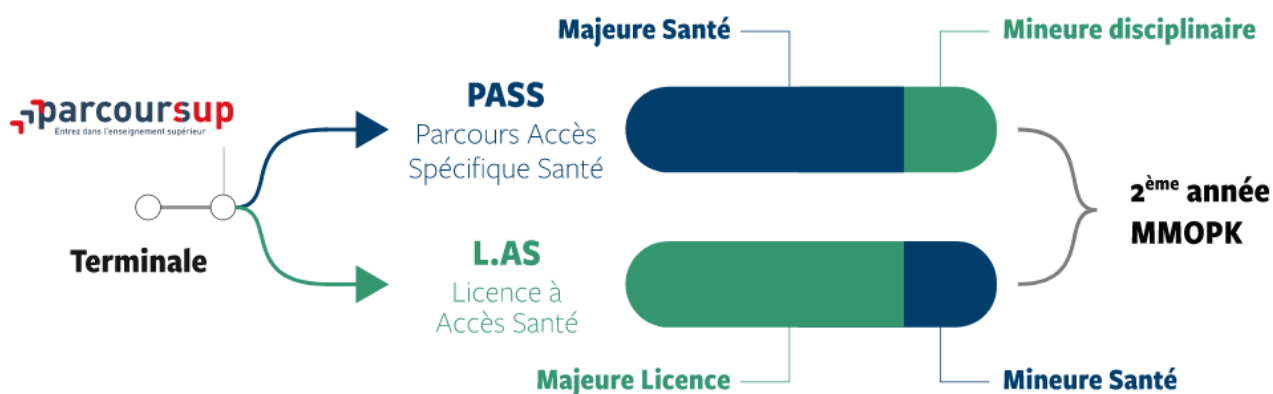 Majeure Santé
Mineure disciplinaire
parcoursup
Entrez dans l'enseignement supérieur
PASS
Parcours Accès
Spécifique Santé
Terminale
2ème année
MMOPK
L.AS
Licence à
Accès Santé
Majeure Licence
Mineure Santé